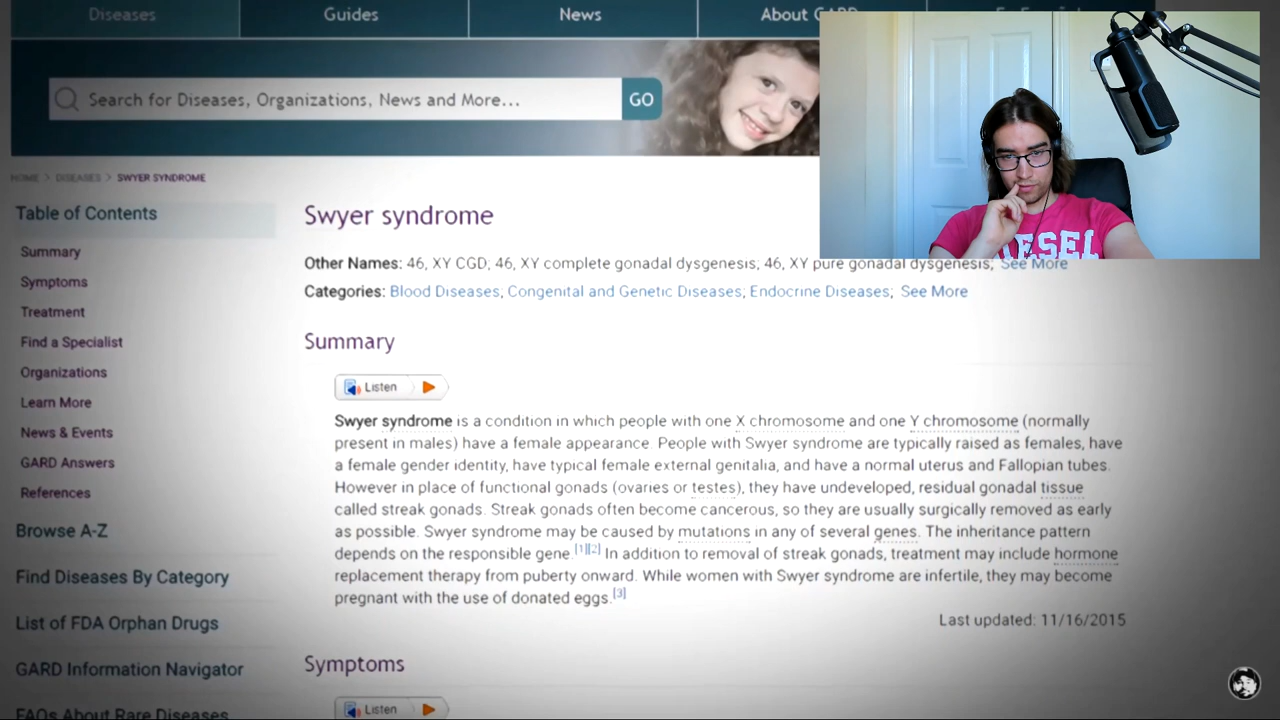 Diseases
Guides
News
About GARD
Search for Diseases, Organizations, News and More...
GO
HOME > DISEASES > SWYER SYNDROME
Table of Contents
Summary
Symptoms
Treatment
Find a Specialist
Organizations
Learn More
News & Events
GARD Answers
References
Browse A-Z
Find Diseases By Category
List of FDA Orphan Drugs
GARD Information Navigator
FAQs About Rare Diseases
Swyer syndrome
Other Names: 46, XY CGD; 46, XY complete gonadal dysgenesis; 46, XY pure gonadal dysgenesis; See More
Categories: Blood Diseases; Congenital and Genetic Diseases; Endocrine Diseases; See More
Summary
Listen
Swyer syndrome is a condition in which people with one X chromosome and one Y chromosome (normally
present in males) have a female appearance. People with Swyer syndrome are typically raised as females, have
a female gender identity, have typical female external genitalia, and have a normal uterus and Fallopian tubes.
However in place of functional gonads (ovaries or testes), they have undeveloped, residual gonadal tissue
called streak gonads. Streak gonads often become cancerous, so they are usually surgically removed as early
as possible. Swyer syndrome may be caused by mutations in any of several genes. The inheritance pattern
depends on the responsible gene.[1][2] In addition to removal of streak gonads, treatment may include hormone
replacement therapy from puberty onward. While women with Swyer syndrome are infertile, they may become
pregnant with the use of donated eggs.[3]
Last updated: 11/16/2015
Symptoms
Listen